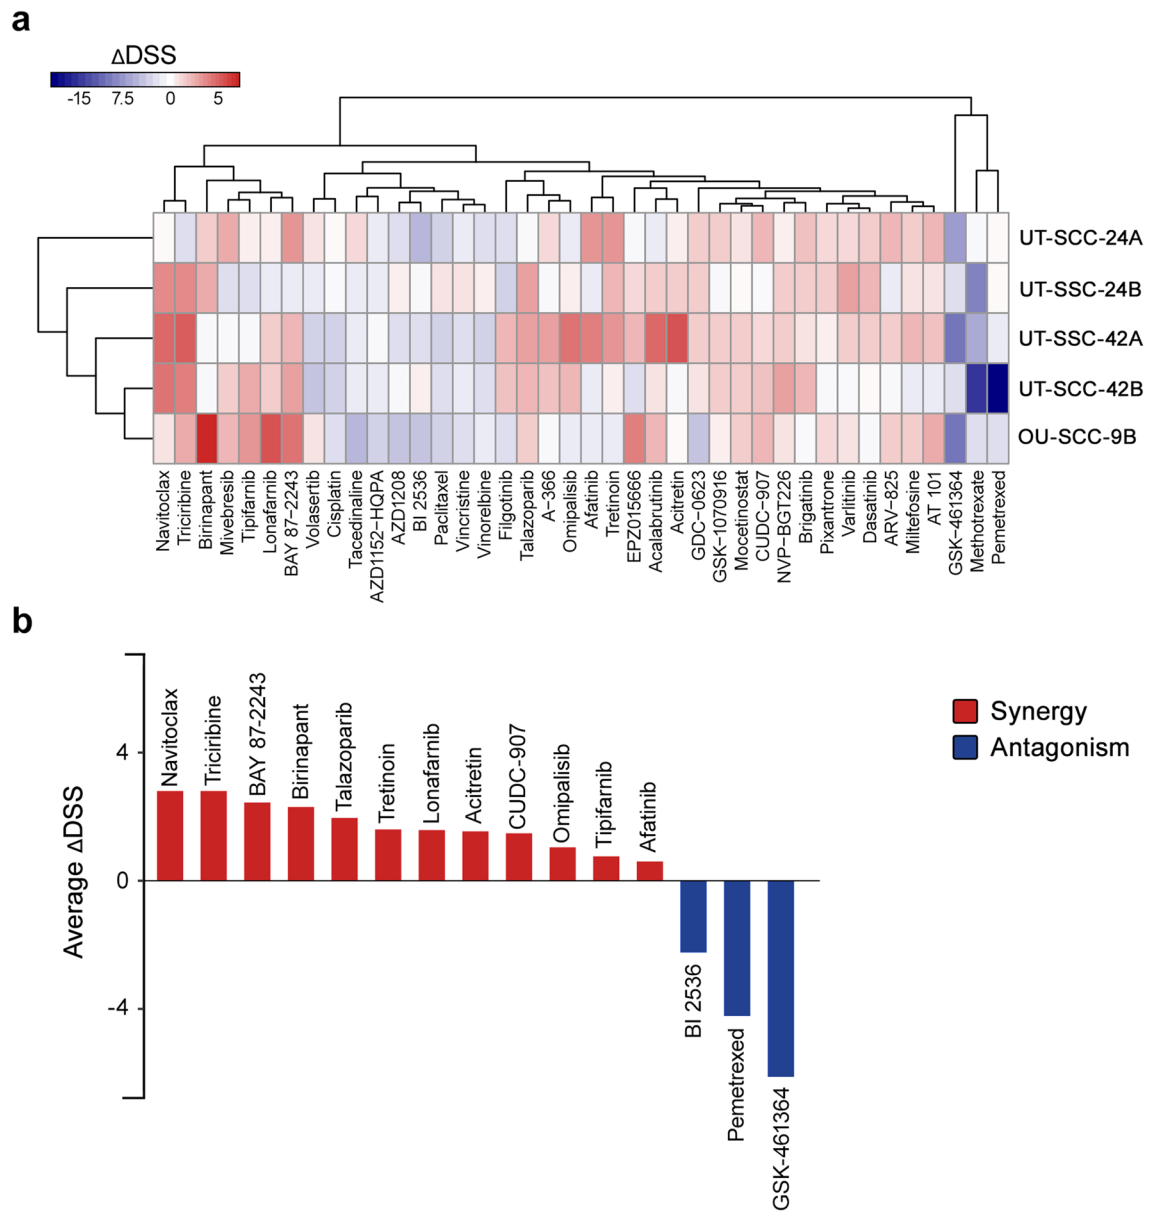 a
ΔDSS
-15 7.5 0 5
UT-SCC-24A
UT-SSC-24B
UT-SSC-42A
UT-SCC-42B
OU-SCC-9B
Navitoclax
Triciribine
Birinapant
Mivebresib
Tipifarnib
Lonafarnib
BAY 87−2243
Volasertib
Cisplatin
Tacedinaline
AZD1152−HQPA
AZD1208
BI 2536
Paclitaxel
Vincristine
Vinorelbine
Filgotinib
Talazoparib
A−366
Omipalisib
Afatinib
Tretinoin
EPZ015666
Acalabrutinib
Acitretin
GDC−0623
GSK−1070916
Mocetinostat
CUDC−907
NVP−BGT226
Brigatinib
Pixantrone
Varlitinib
Dasatinib
ARV−825
Miltefosine
AT 101
GSK−461364
Methotrexate
Pemetrexed
b
Average ΔDSS
4
0
-4
Navitoclax
Triciribine
BAY 87-2243
Birinapant
Talazoparib
Tretinoin
Lonafarnib
Acitretin
CUDC-907
Omipalisib
Tipifarnib
Afatinib
BI 2536
Pemetrexed
GSK-461364
Synergy
Antagonism